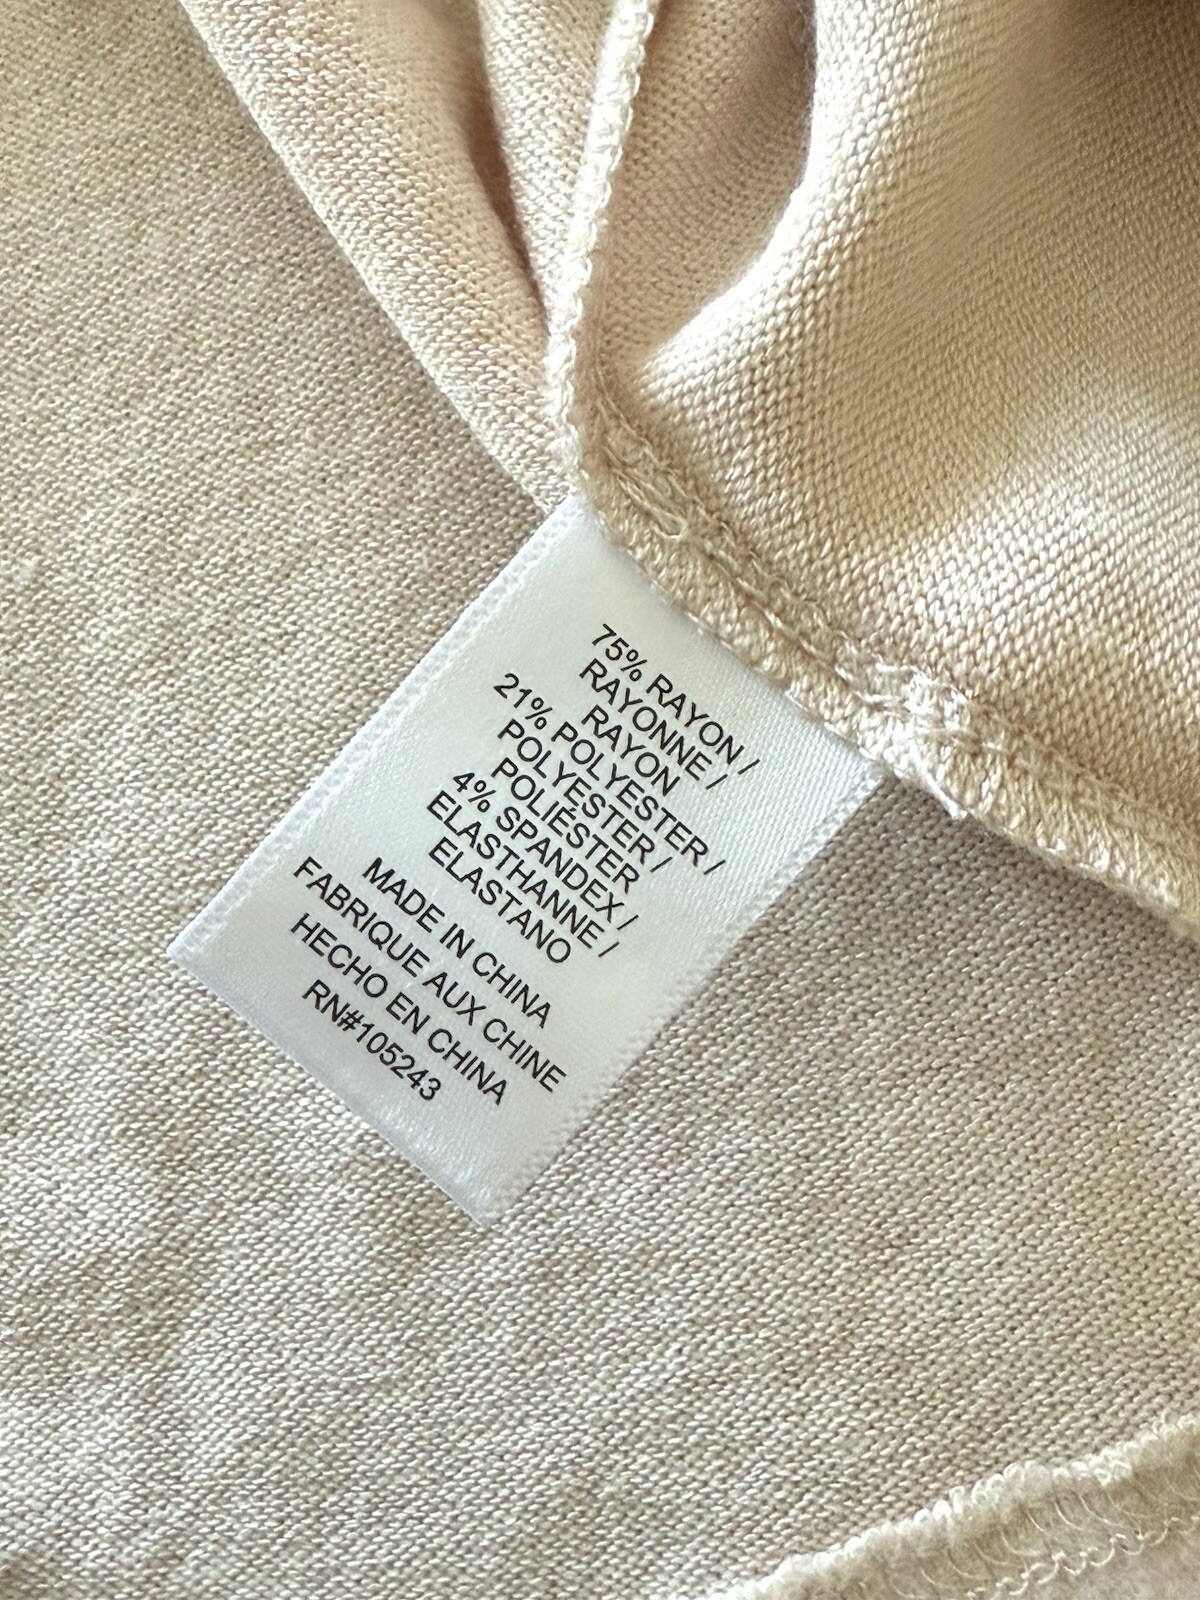 75% RAYON /
RAYONNE /
RAYON
21% POLYESTER /
POLYESTER /
POLIÉSTER
4% SPANDEX /
ELASTHANNE /
ELASTANO
MADE IN CHINA
FABRIQUE AUX CHINE
HECHO EN CHINA
RN#105243